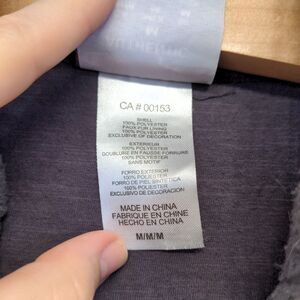 CA # 00153
SHELL
100% POLYESTER
FAUX FUR LINING
100% POLYESTER
EXCLUSIVE OF DECORATION
EXTERIEUR
100% POLYESTER
DOUBLURE EN FAUSSE FORRURE
100% POLYESTER
SANS MOTIF
FORRO EXTERIOR
100% POLIESTER
FORRO DE PIEL SINTETICA
100% POLIESTER
EXCLUSIVO DE DECORACIÓN
MADE IN CHINA
FABRIQUE EN CHINE
HECHO EN CHINA
M/M/M